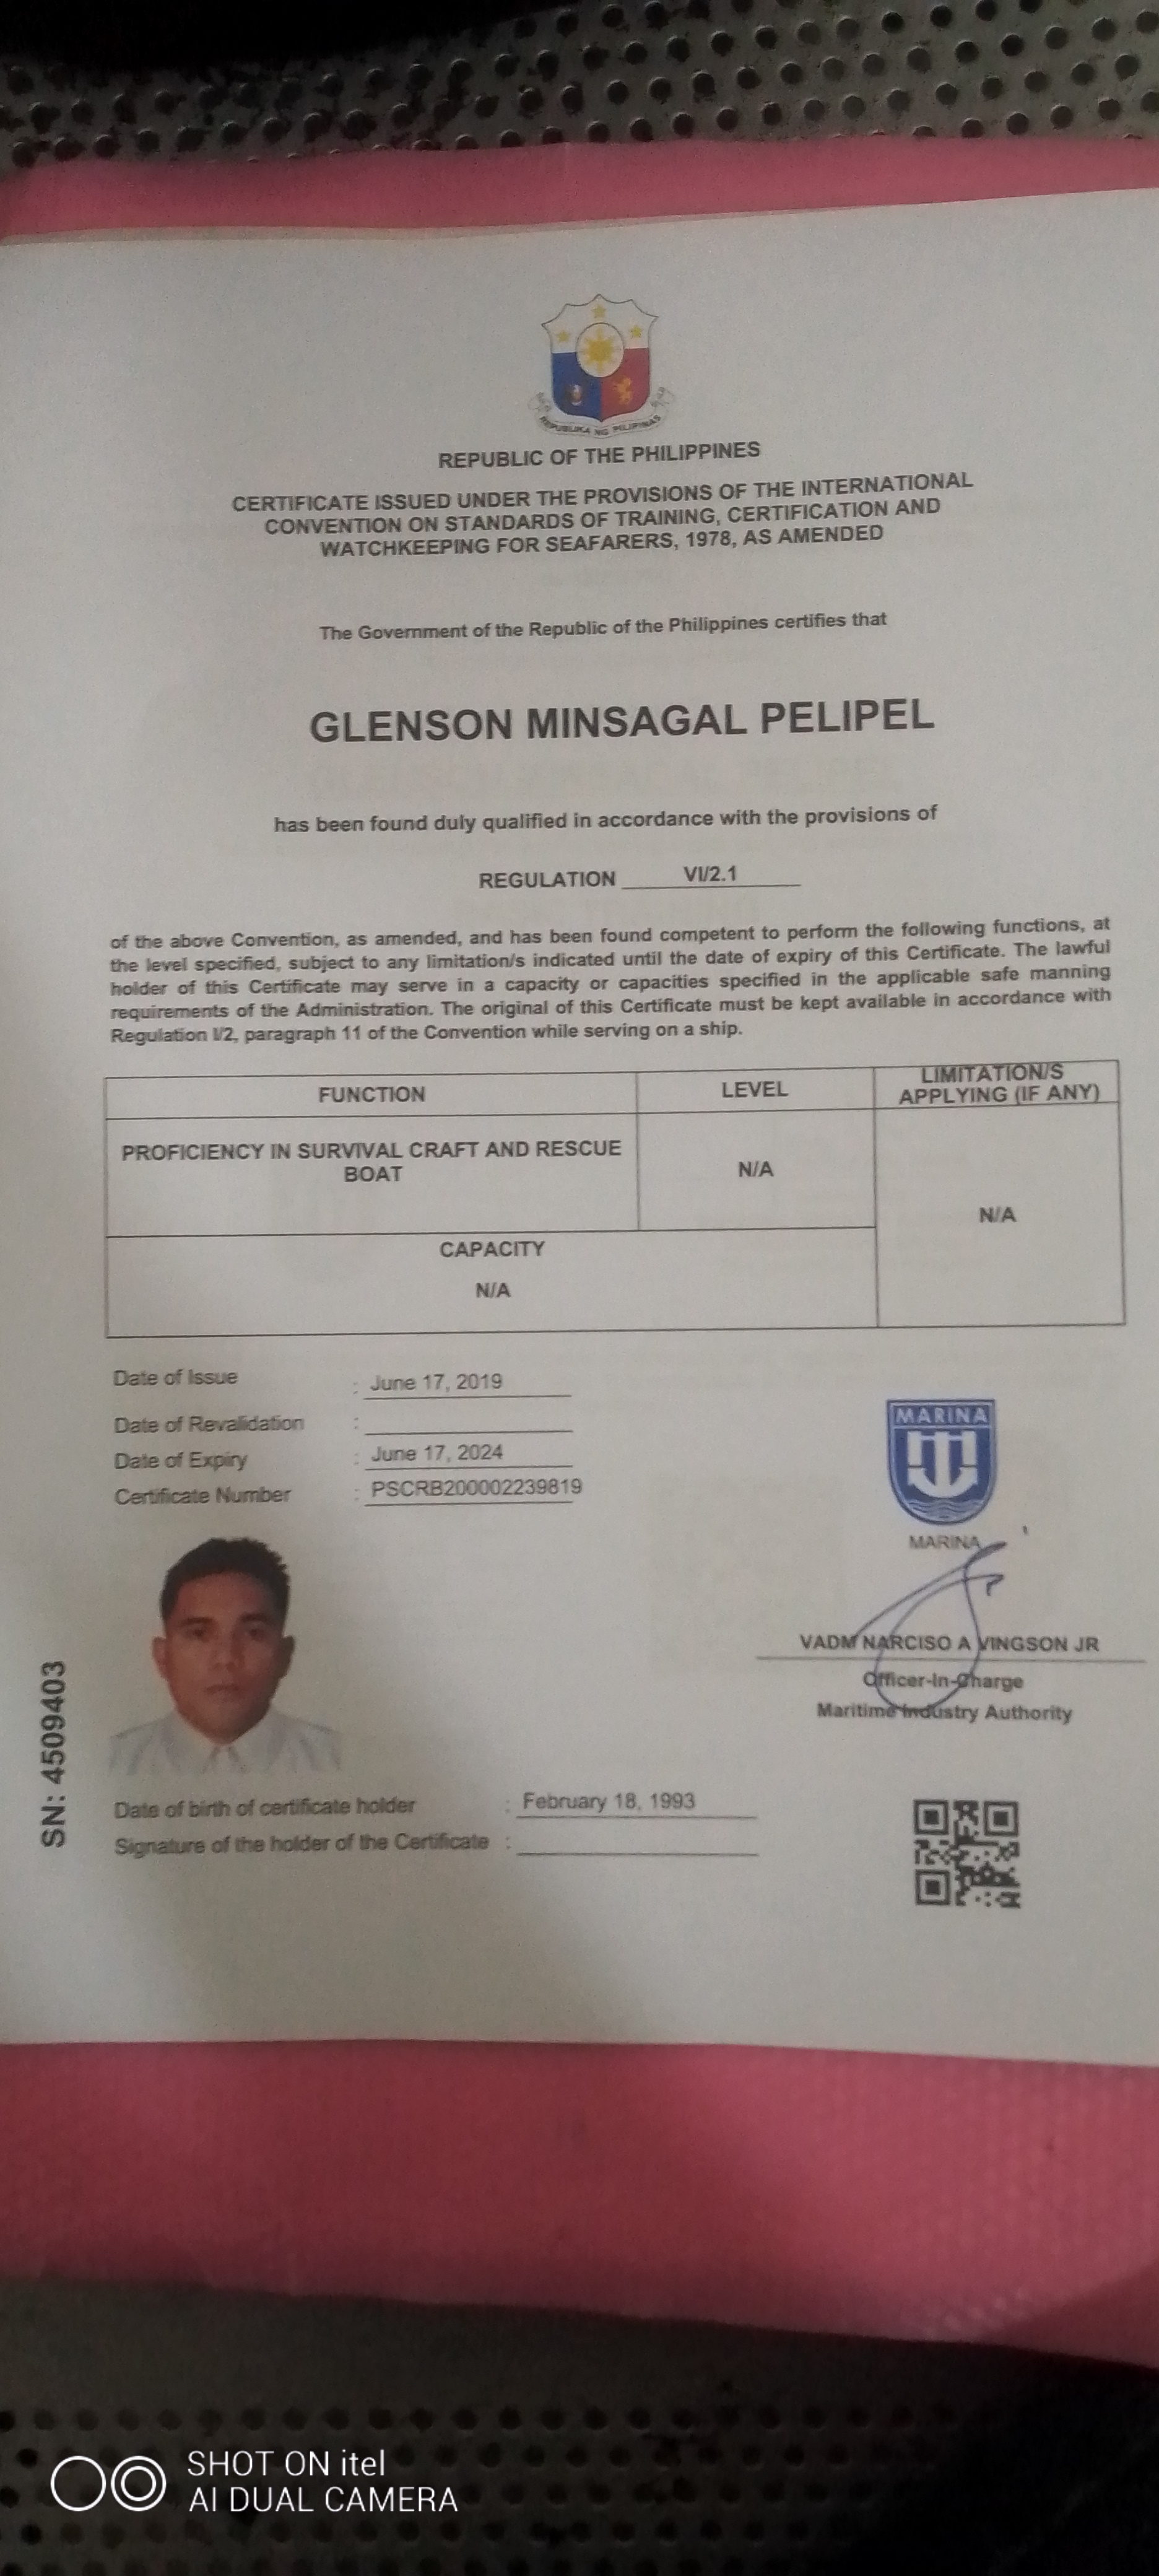 REPUBLIKA NG PILIPINAS
REPUBLIC OF THE PHILIPPINES
CERTIFICATE ISSUED UNDER THE PROVISIONS OF THE INTERNATIONAL
CONVENTION ON STANDARDS OF TRAINING, CERTIFICATION AND
WATCHKEEPING FOR SEAFARERS, 1978, AS AMENDED
The Government of the Republic of the Philippines certifies that
GLENSON MINSAGAL PELIPEL
has been found duly qualified in accordance with the provisions of
REGULATION VI/2.1
of the above Convention, as amended, and has been found competent to perform the following functions, at
the level specified, subject to any limitation/s indicated until the date of expiry of this Certificate. The lawful
holder of this Certificate may serve in a capacity or capacities specified in the applicable safe manning
requirements of the Administration. The original of this Certificate must be kept available in accordance with
Regulation I/2, paragraph 11 of the Convention while serving on a ship.
FUNCTION LEVEL LIMITATION/S
APPLYING (IF ANY)
PROFICIENCY IN SURVIVAL CRAFT AND RESCUE
BOAT
N/A
N/A
CAPACITY
N/A
Date of Issue : June 17, 2019
Date of Revalidation :
Date of Expiry : June 17, 2024
Certificate Number : PSCRB200002239819
MARINA
MARINA
VADM NARCISO A VINGSON JR
Officer-In-Charge
Maritime Industry Authority
SN: 4509403
Date of birth of certificate holder : February 18, 1993
Signature of the holder of the Certificate :
SHOT ON itel
AI DUAL CAMERA